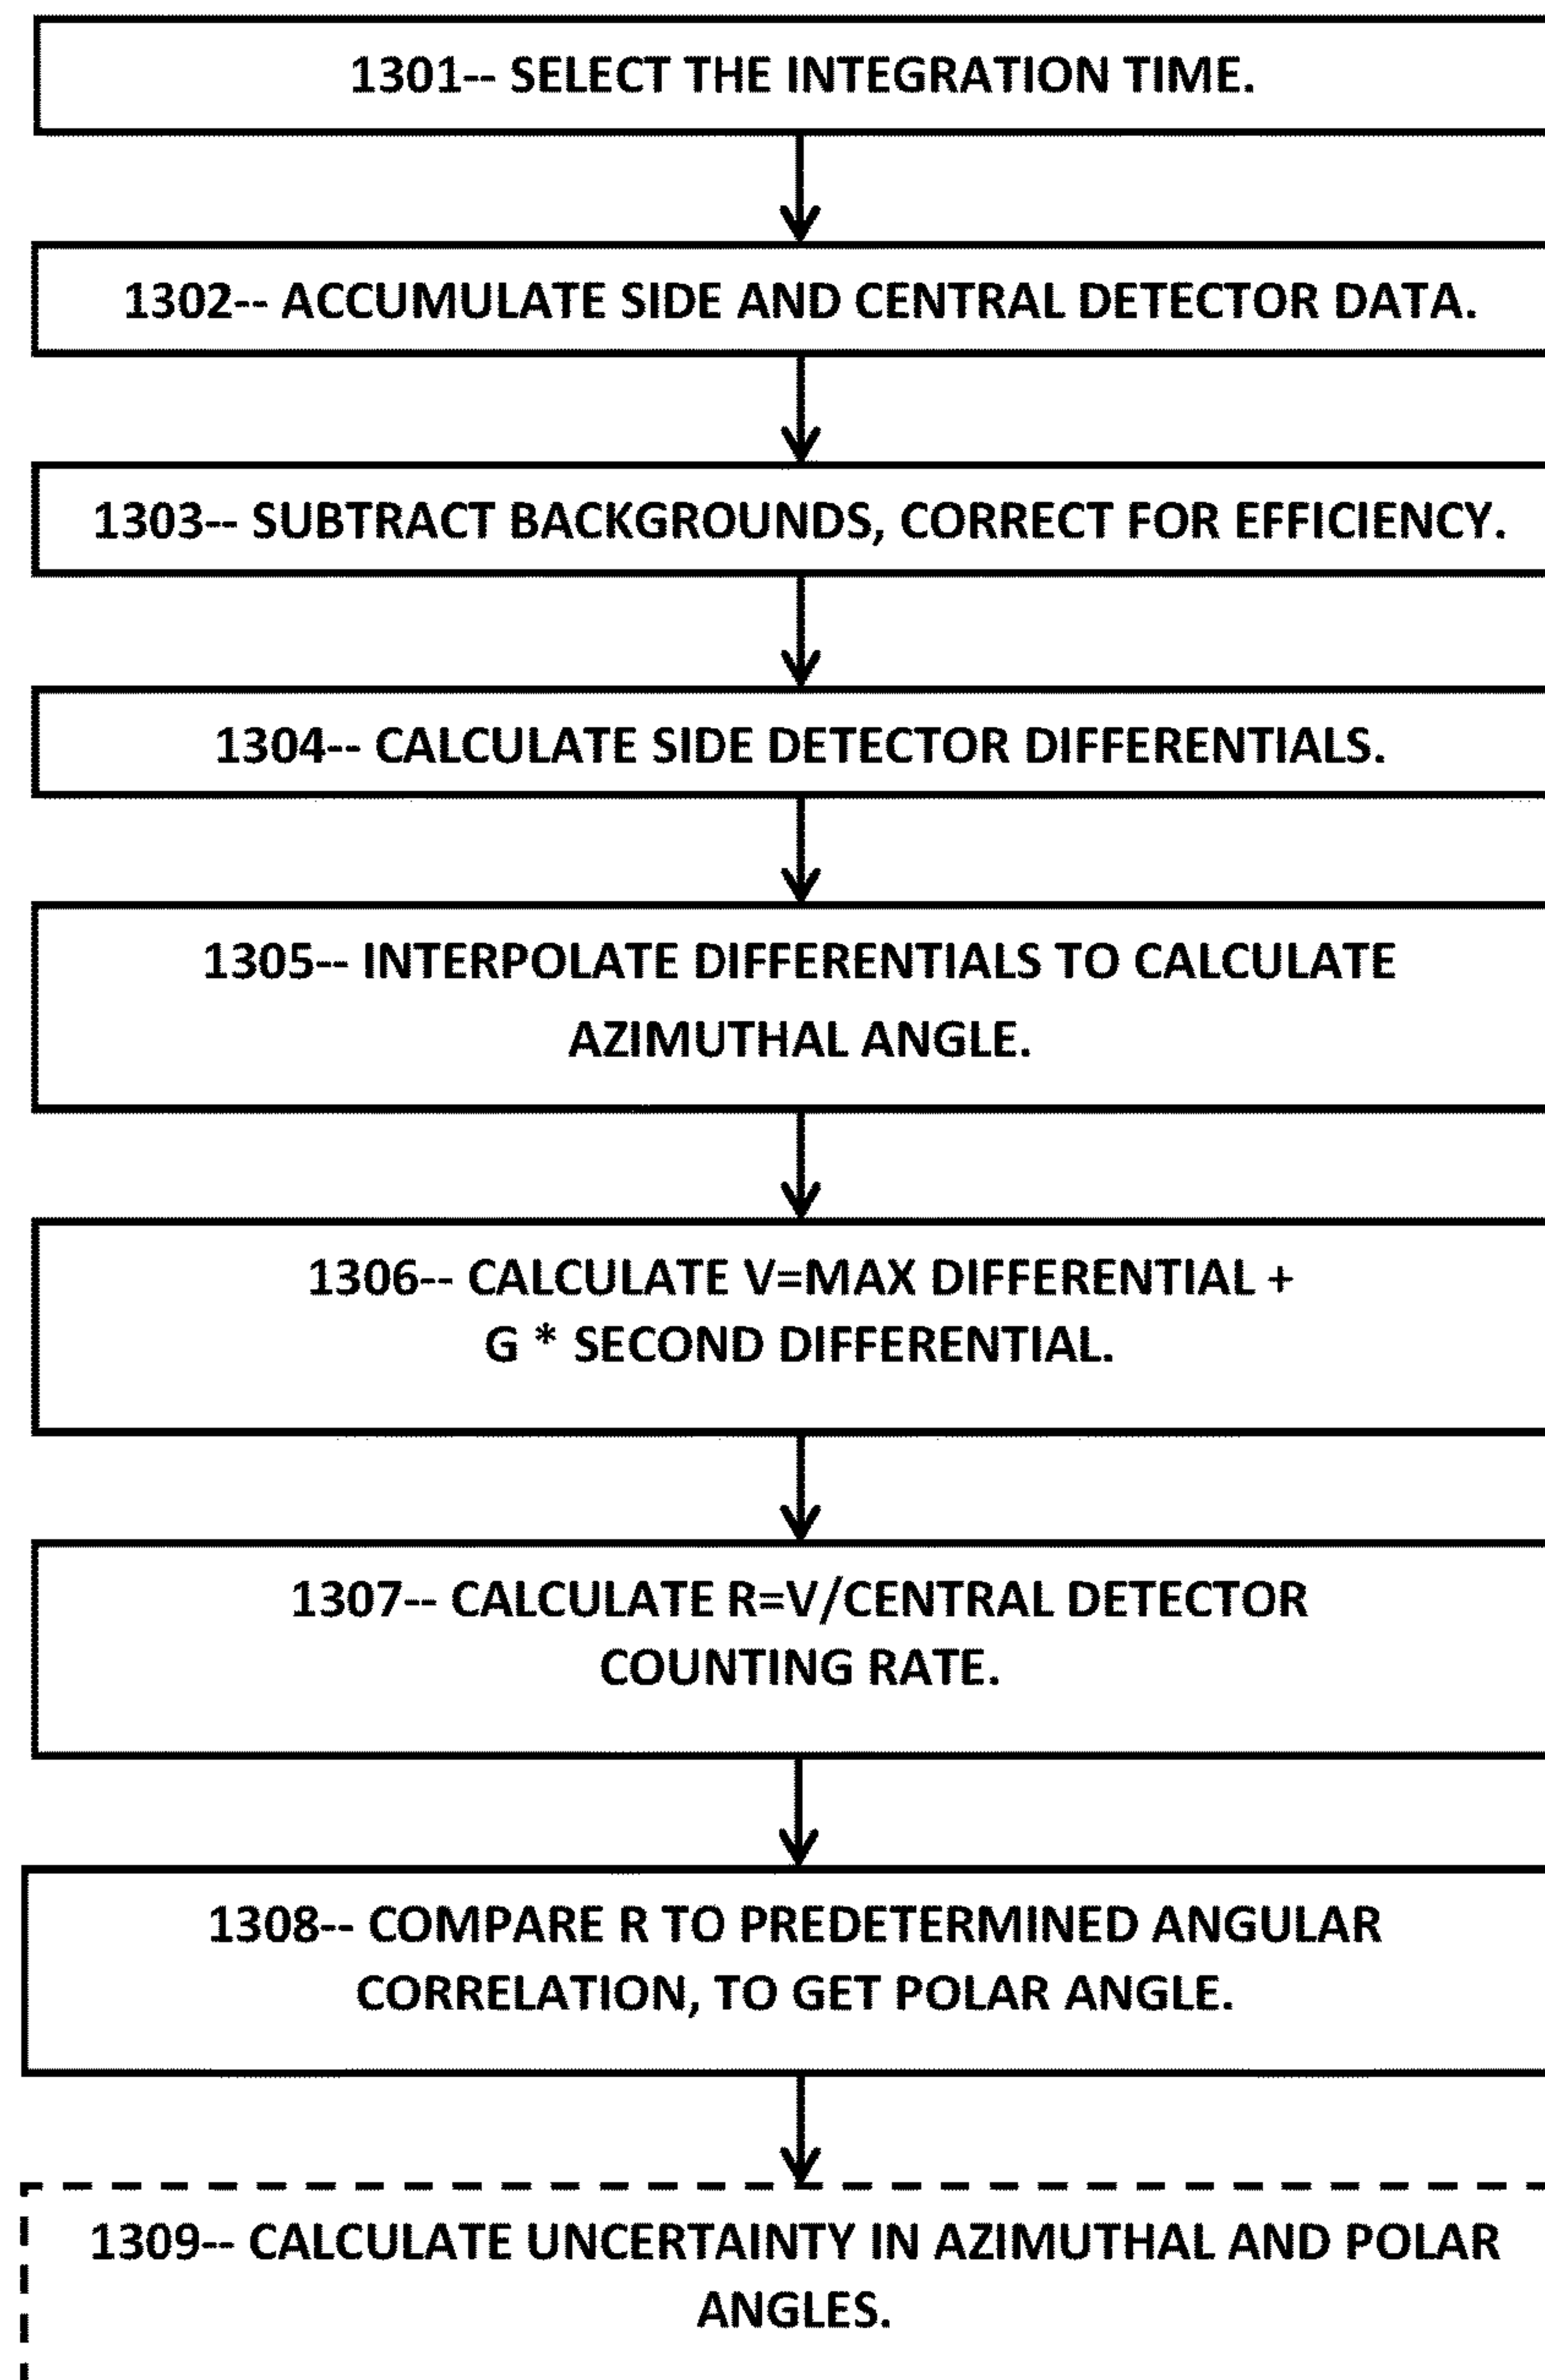 1301-- SELECT THE INTEGRATION TIME.
1302-- ACCUMULATE SIDE AND CENTRAL DETECTOR DATA.
1303-- SUBTRACT BACKGROUNDS, CORRECT FOR EFFICIENCY.
1304-- CALCULATE SIDE DETECTOR DIFFERENTIALS.
1305-- INTERPOLATE DIFFERENTIALS TO CALCULATE
AZIMUTHAL ANGLE.
1306-- CALCULATE V=MAX DIFFERENTIAL +
G * SECOND DIFFERENTIAL.
1307-- CALCULATE R=V/CENTRAL DETECTOR
COUNTING RATE.
1308-- COMPARE R TO PREDETERMINED ANGULAR
CORRELATION, TO GET POLAR ANGLE.
1309-- CALCULATE UNCERTAINTY IN AZIMUTHAL AND POLAR
ANGLES.